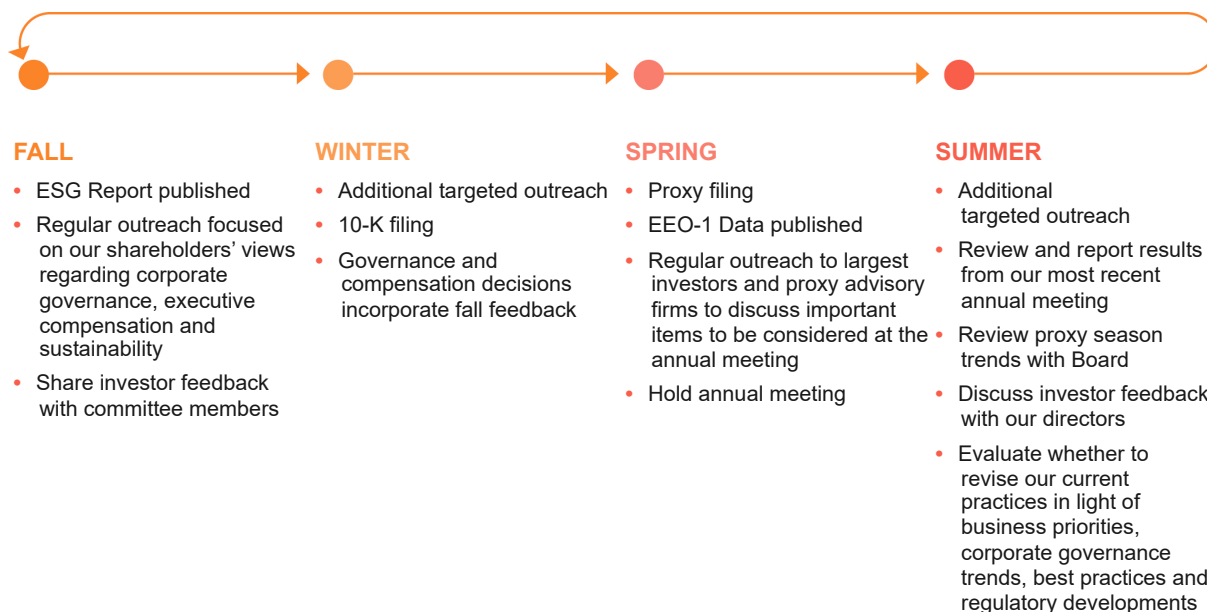 FALL
• ESG Report published
• Regular outreach focused
on our shareholders’ views
regarding corporate
governance, executive
compensation and
sustainability
• Share investor feedback
with committee members
WINTER
• Additional targeted outreach
• 10-K filing
• Governance and
compensation decisions
incorporate fall feedback
SPRING
• Proxy filing
• EEO-1 Data published
• Regular outreach to largest
investors and proxy advisory
firms to discuss important
items to be considered at the
annual meeting
• Hold annual meeting
SUMMER
• Additional
targeted outreach
• Review and report results
from our most recent
annual meeting
• Review proxy season
trends with Board
• Discuss investor feedback
with our directors
• Evaluate whether to
revise our current
practices in light of
business priorities,
corporate governance
trends, best practices and
regulatory developments